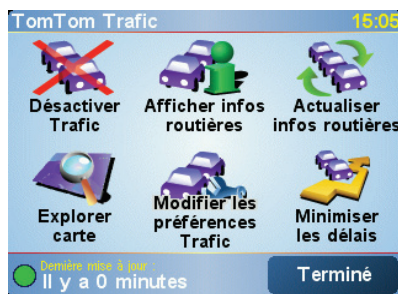 TomTom Trafic 15:05
Désactiver
Trafic
Afficher infos
routières
Actualiser
infos routières
Explorer
carte
Modifier les
préférences
Trafic
Minimiser
les délais
Dernière mise à jour :
Il y a 0 minutes
Terminé